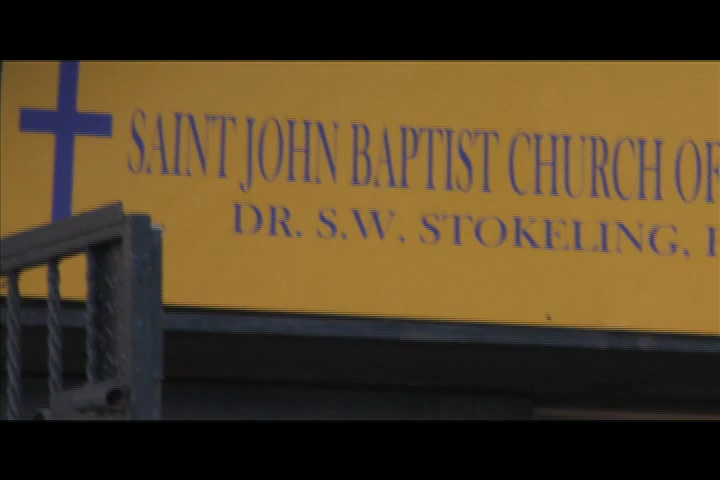 SAINT JOHN BAPTIST CHURCH OF
DR. S.W. STOKELING,